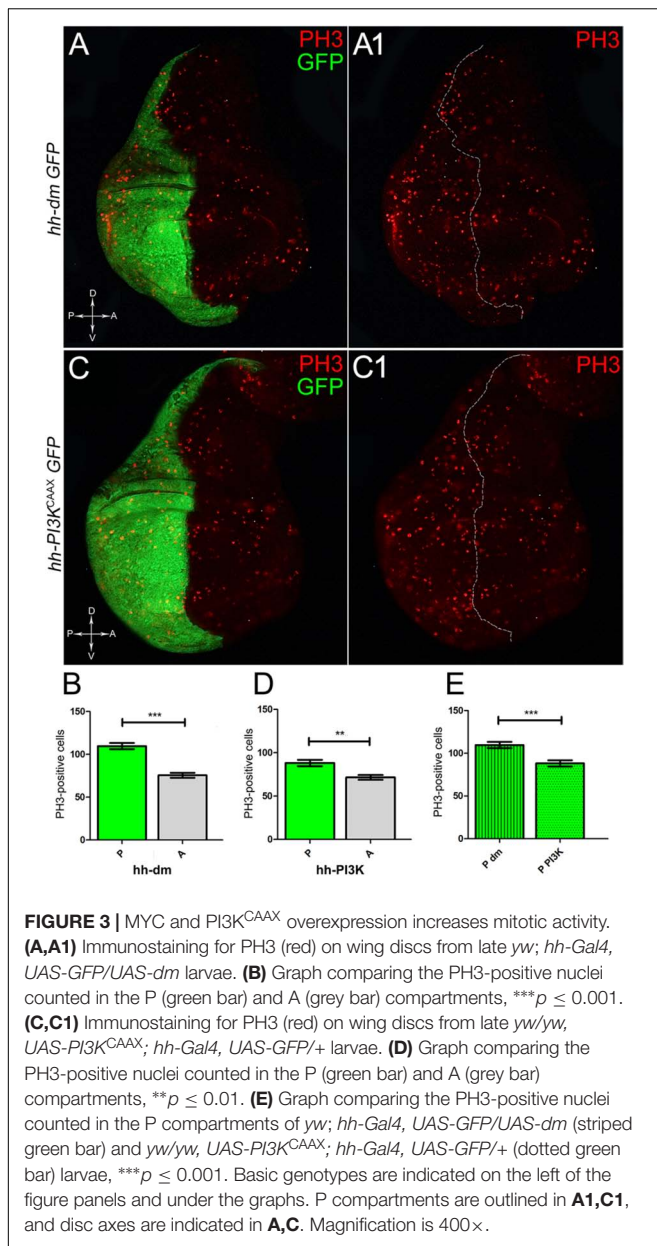 A
PH3
GFP
A1
PH3
hh-dm GFP
D
P
A
V
C
PH3
GFP
C1
PH3
hh-PI3K^CAAX GFP
D
P
A
V
B
PH3-positive cells
150
100
50
0
***
P
A
hh-dm
D
PH3-positive cells
150
100
50
0
**
P
A
hh-PI3K
E
PH3-positive cells
150
100
50
0
***
P dm
P PI3K
FIGURE 3 | MYC and PI3K^CAAX overexpression increases mitotic activity.
(A,A1) Immunostaining for PH3 (red) on wing discs from late yw; hh-Gal4,
UAS-GFP/UAS-dm larvae. (B) Graph comparing the PH3-positive nuclei
counted in the P (green bar) and A (grey bar) compartments, ***p ≤ 0.001.
(C,C1) Immunostaining for PH3 (red) on wing discs from late yw/yw,
UAS-PI3K^CAAX; hh-Gal4, UAS-GFP/+ larvae. (D) Graph comparing the
PH3-positive nuclei counted in the P (green bar) and A (grey bar)
compartments, **p ≤ 0.01. (E) Graph comparing the PH3-positive nuclei
counted in the P compartments of yw; hh-Gal4, UAS-GFP/UAS-dm (striped
green bar) and yw/yw, UAS-PI3K^CAAX; hh-Gal4, UAS-GFP/+ (dotted green
bar) larvae, ***p ≤ 0.001. Basic genotypes are indicated on the left of the
figure panels and under the graphs. P compartments are outlined in A1,C1,
and disc axes are indicated in A,C. Magnification is 400×.